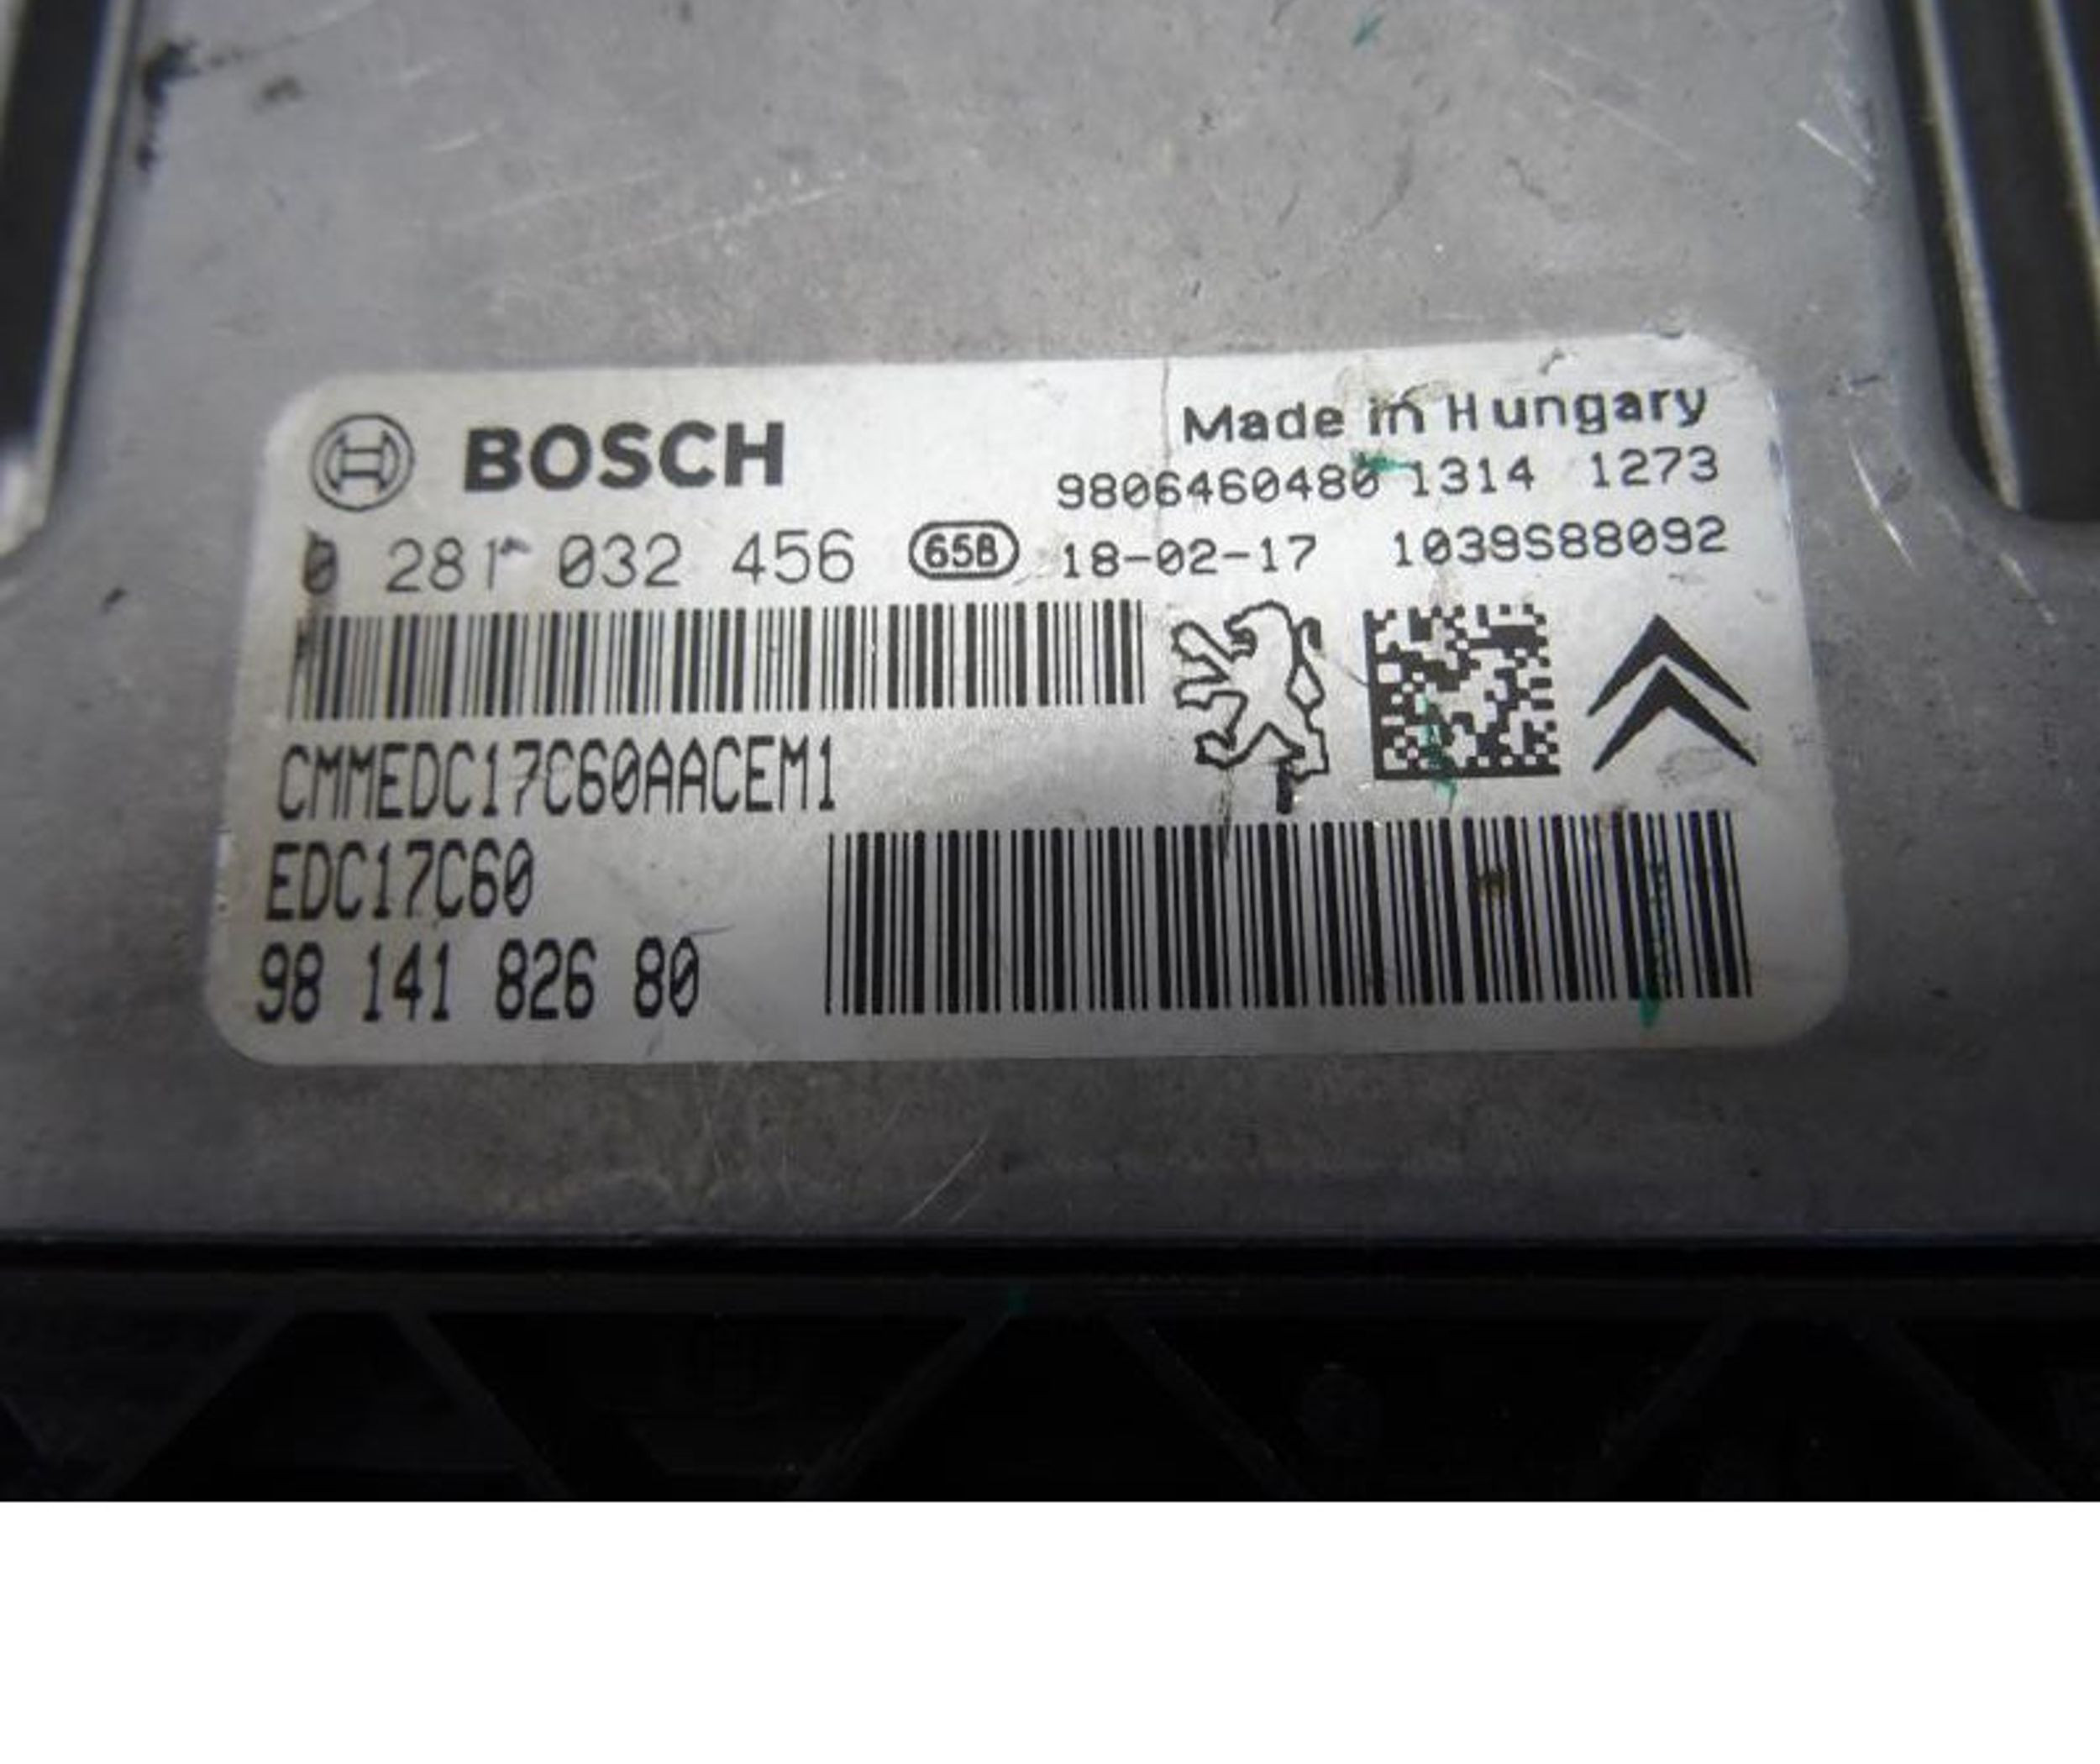 BOSCH
Made in Hungary
9806460480 1314 1273
0 281 032 456 65B 18-02-17 1039S88092
CMMEDC17C60AACEM1
EDC17C60
98 141 826 80